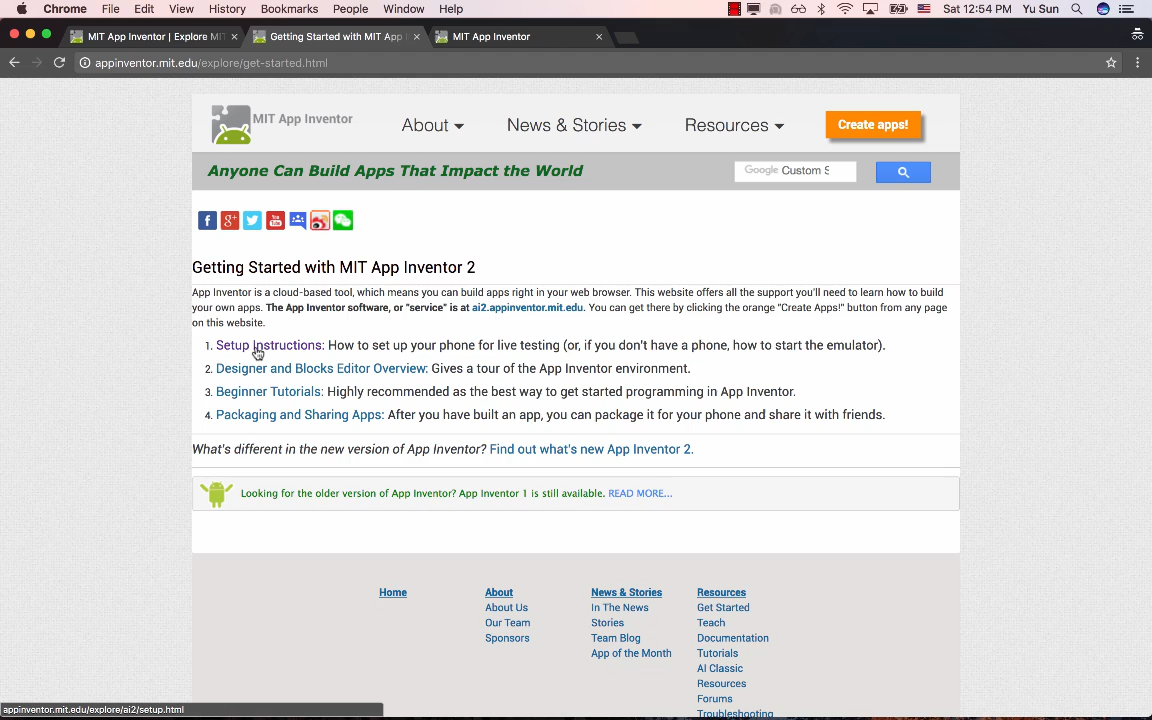 Chrome File Edit View History Bookmarks People Window Help Sat 12:54 PM Yu Sun
MIT App Inventor | Explore MIT
Getting Started with MIT App I
MIT App Inventor
appinventor.mit.edu/explore/get-started.html
MIT App Inventor
About
News & Stories
Resources
Create apps!
Anyone Can Build Apps That Impact the World
Google Custom S
Getting Started with MIT App Inventor 2
App Inventor is a cloud-based tool, which means you can build apps right in your web browser. This website offers all the support you'll need to learn how to build
your own apps. The App Inventor software, or "service" is at ai2.appinventor.mit.edu. You can get there by clicking the orange "Create Apps!" button from any page
on this website.
1. Setup Instructions: How to set up your phone for live testing (or, if you don't have a phone, how to start the emulator).
2. Designer and Blocks Editor Overview: Gives a tour of the App Inventor environment.
3. Beginner Tutorials: Highly recommended as the best way to get started programming in App Inventor.
4. Packaging and Sharing Apps: After you have built an app, you can package it for your phone and share it with friends.
What's different in the new version of App Inventor? Find out what's new App Inventor 2.
Looking for the older version of App Inventor? App Inventor 1 is still available. READ MORE...
Home
About
About Us
Our Team
Sponsors
News & Stories
In The News
Stories
Team Blog
App of the Month
Resources
Get Started
Teach
Documentation
Tutorials
AI Classic
Resources
Forums
Troubleshooting
appinventor.mit.edu/explore/ai2/setup.html